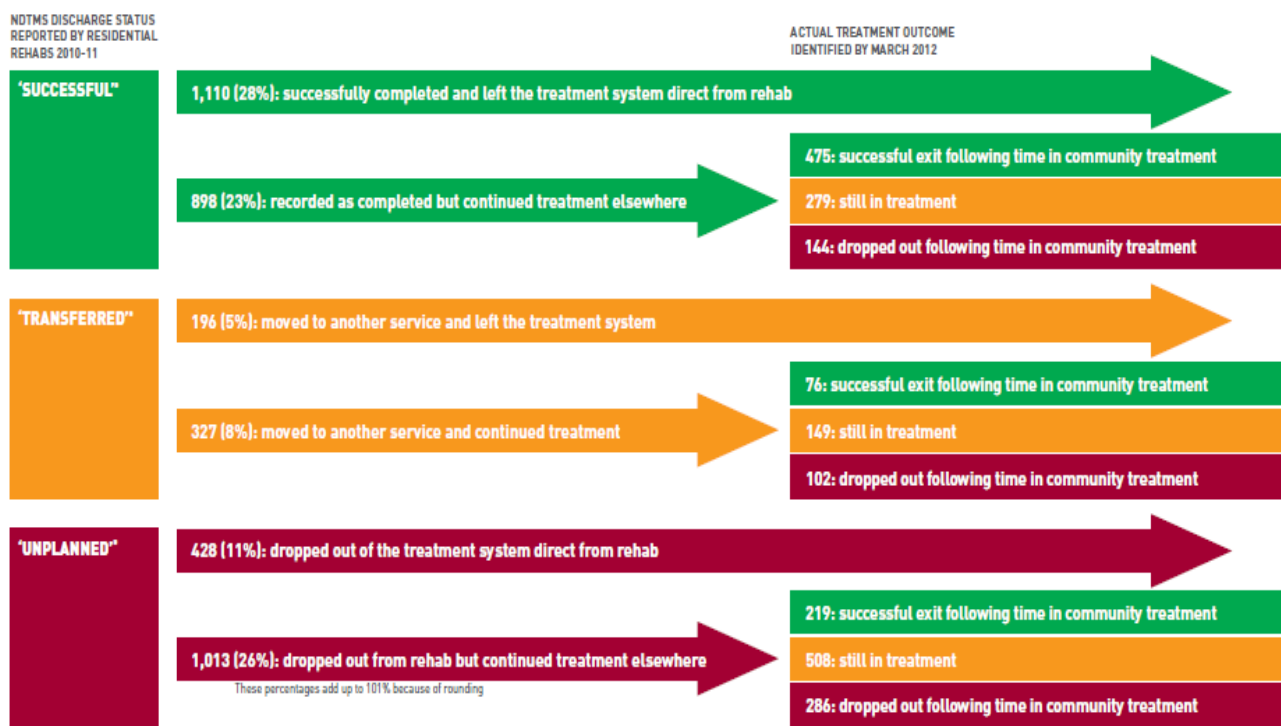 NDTMS DISCHARGE STATUS
REPORTED BY RESIDENTIAL
REHABS 2010-11
ACTUAL TREATMENT OUTCOME
IDENTIFIED BY MARCH 2012
'SUCCESSFUL"
1,110 (28%): successfully completed and left the treatment system direct from rehab
898 (23%): recorded as completed but continued treatment elsewhere
475: successful exit following time in community treatment
279: still in treatment
144: dropped out following time in community treatment
'TRANSFERRED"
196 (5%): moved to another service and left the treatment system
327 (8%): moved to another service and continued treatment
76: successful exit following time in community treatment
149: still in treatment
102: dropped out following time in community treatment
'UNPLANNED"
428 (11%): dropped out of the treatment system direct from rehab
1,013 (26%): dropped out from rehab but continued treatment elsewhere
These percentages add up to 101% because of rounding
219: successful exit following time in community treatment
508: still in treatment
286: dropped out following time in community treatment